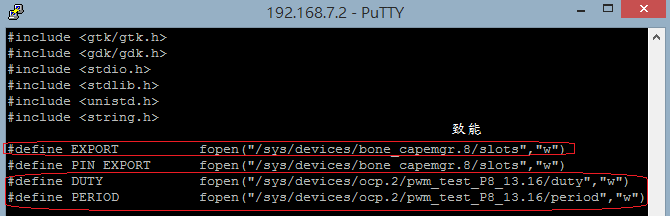 192.168.7.2 - PuTTY
#include <gtk/gtk.h>
#include <gdk/gdk.h>
#include <stdio.h>
#include <stdlib.h>
#include <unistd.h>
#include <string.h>
致能
#define EXPORT fopen("/sys/devices/bone_capemgr.8/slots","w")
#define PIN EXPORT fopen("/sys/devices/bone_capemgr.8/slots","w")
#define DUTY fopen("/sys/devices/ocp.2/pwm_test_P8_13.16/duty","w")
#define PERIOD fopen("/sys/devices/ocp.2/pwm_test_P8_13.16/period","w")